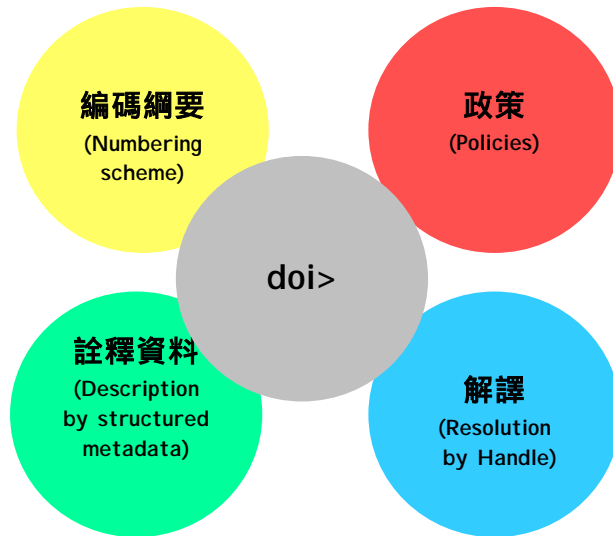 編碼綱要
(Numbering
scheme)
政策
(Policies)
doi>
詮釋資料
(Description
by structured
metadata)
解譯
(Resolution
by Handle)